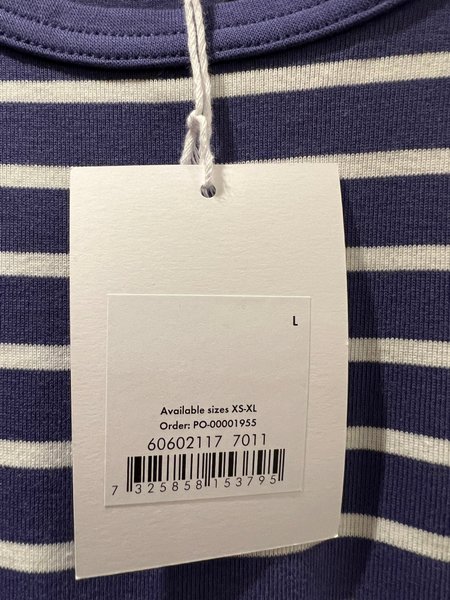 L
Available sizes XS-XL
Order: PO-00001955
60602117 7011
7 325858 153795